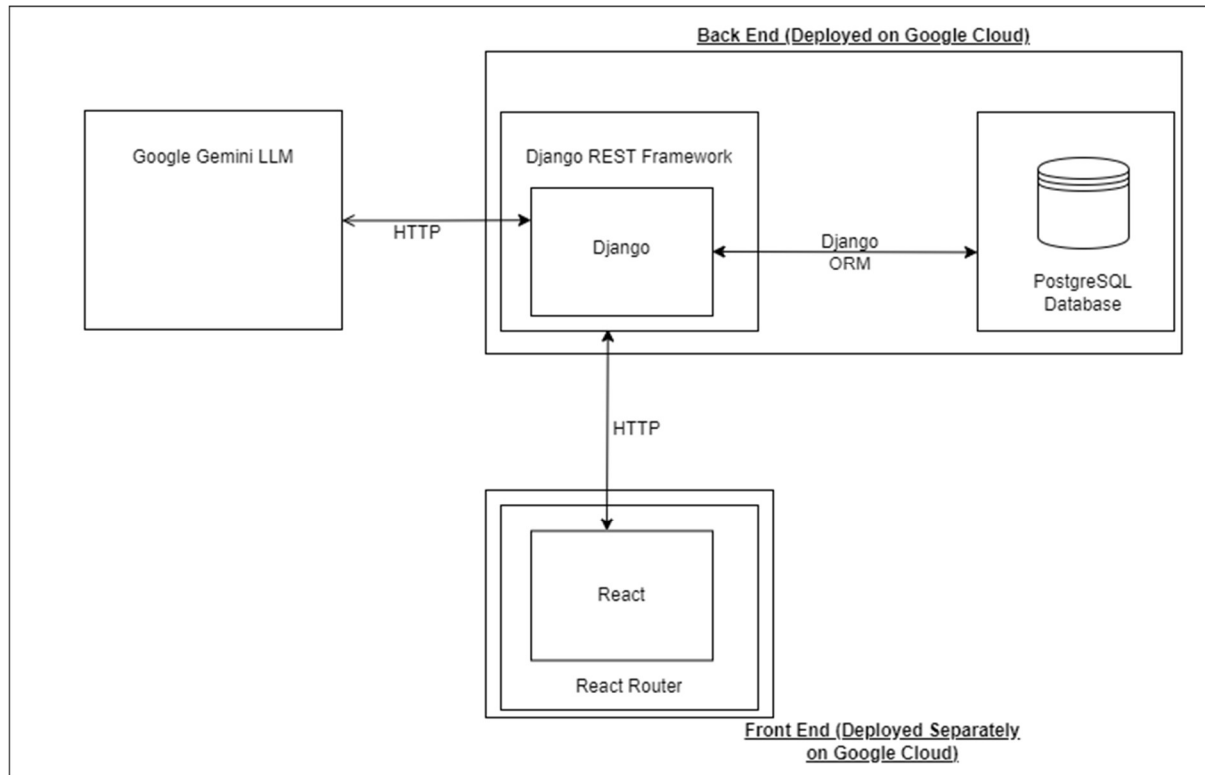 Back End (Deployed on Google Cloud)
Google Gemini LLM
Django REST Framework
HTTP
Django
Django
ORM
PostgreSQL
Database
HTTP
React
React Router
Front End (Deployed Separately
on Google Cloud)